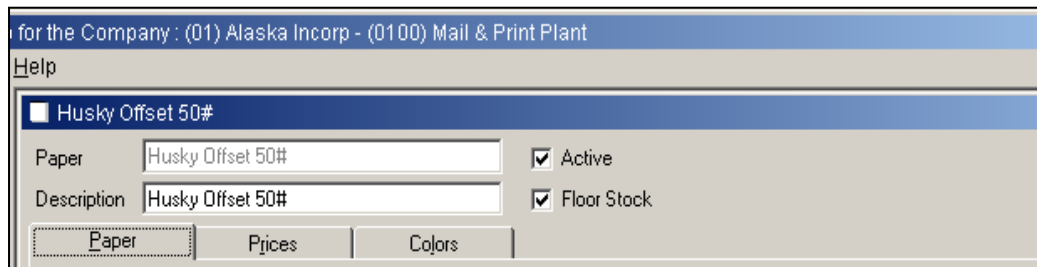 for the Company : (01) Alaska Incorp - (0100) Mail & Print Plant
Help
Husky Offset 50#
Paper Husky Offset 50# Active
Description Husky Offset 50# Floor Stock
Paper Prices Colors